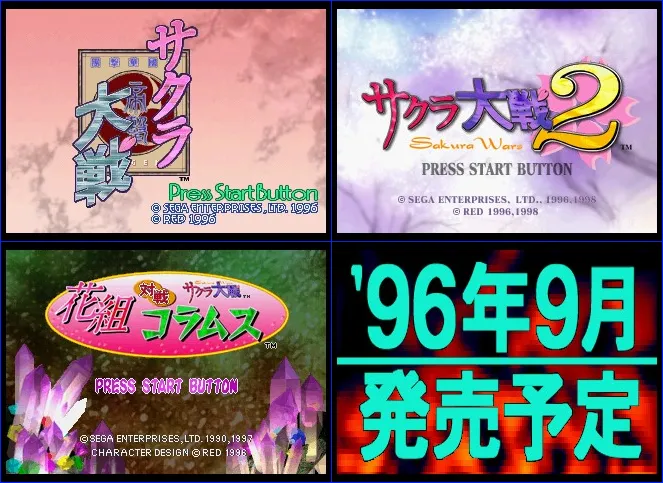 サクラ
大戦
TM
Press Start Button
© SEGA ENTERPRISES, LTD. 1996
© RED 1996
サクラ大戦2
Sakura Wars
TM
PRESS START BUTTON
© SEGA ENTERPRISES, LTD., 1996,1998
© RED 1996,1998
花組
対戦
サクラ大戦
TM
コラムス
TM
PRESS START BUTTON
©SEGA ENTERPRISES,LTD. 1990,1997
CHARACTER DESIGN © RED 1996
'96年9月
発売予定